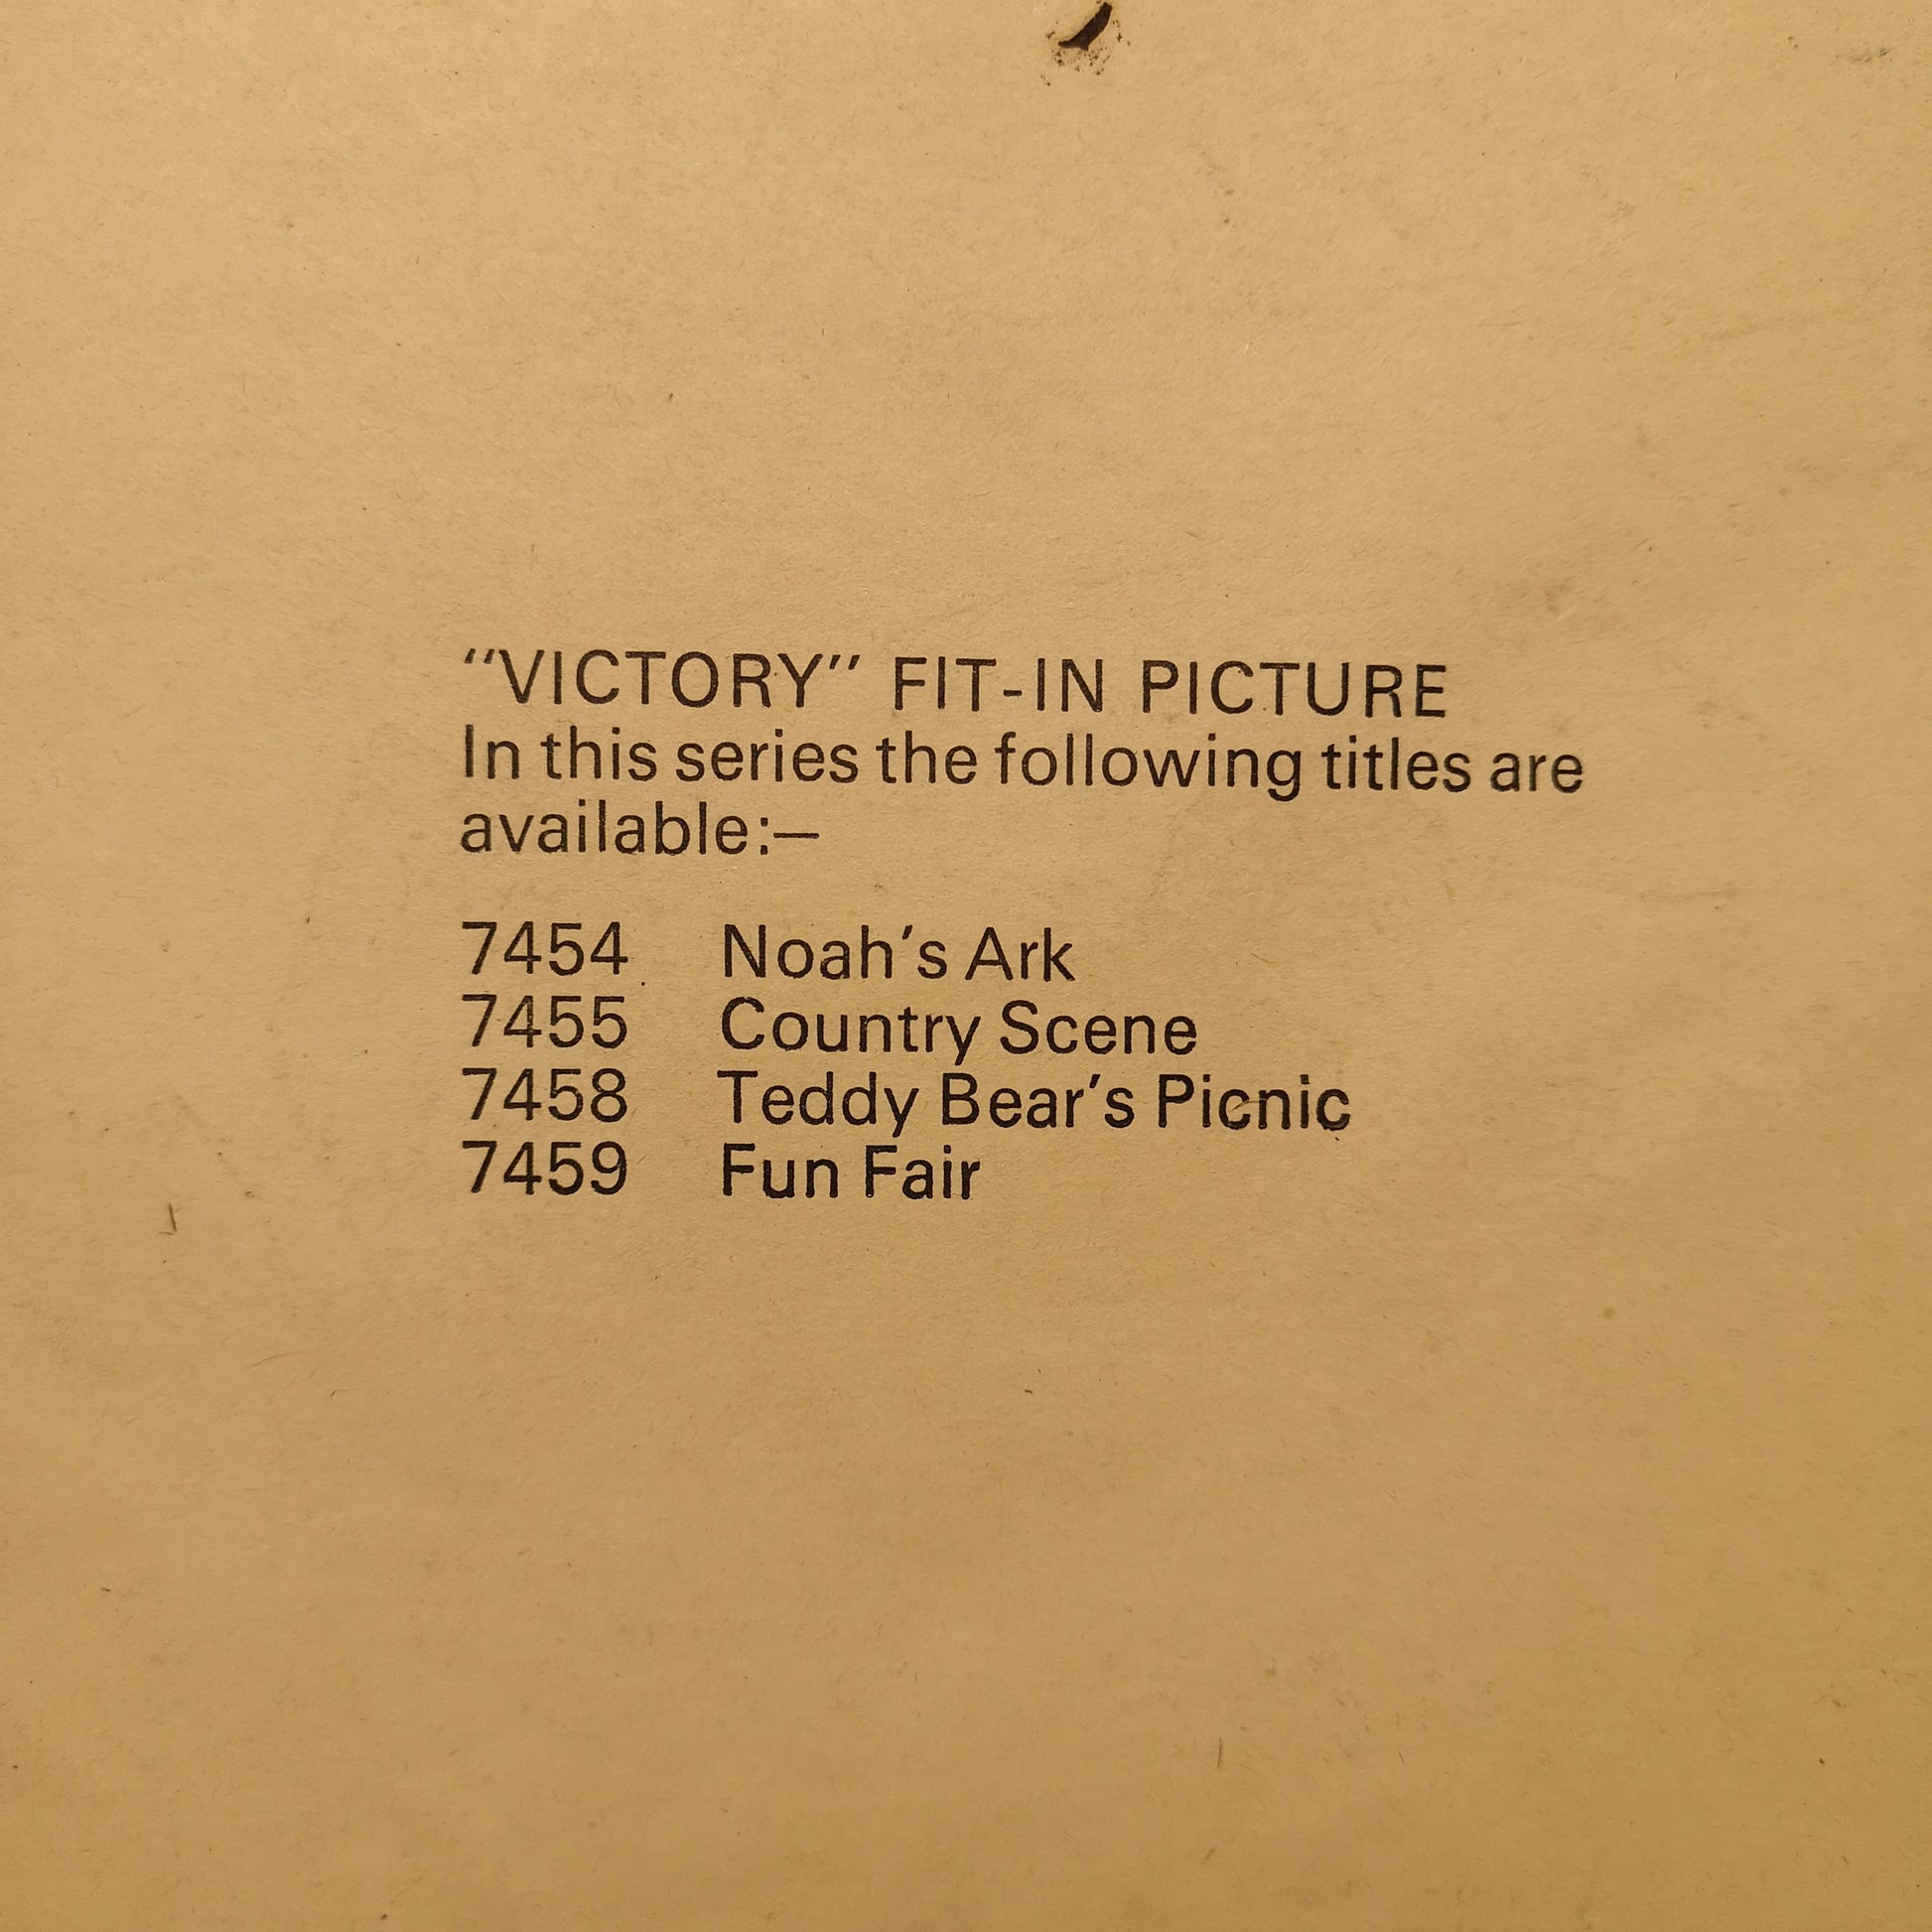 “VICTORY” FIT-IN PICTURE
In this series the following titles are
available:—
7454 Noah’s Ark
7455 Country Scene
7458 Teddy Bear’s Picnic
7459 Fun Fair